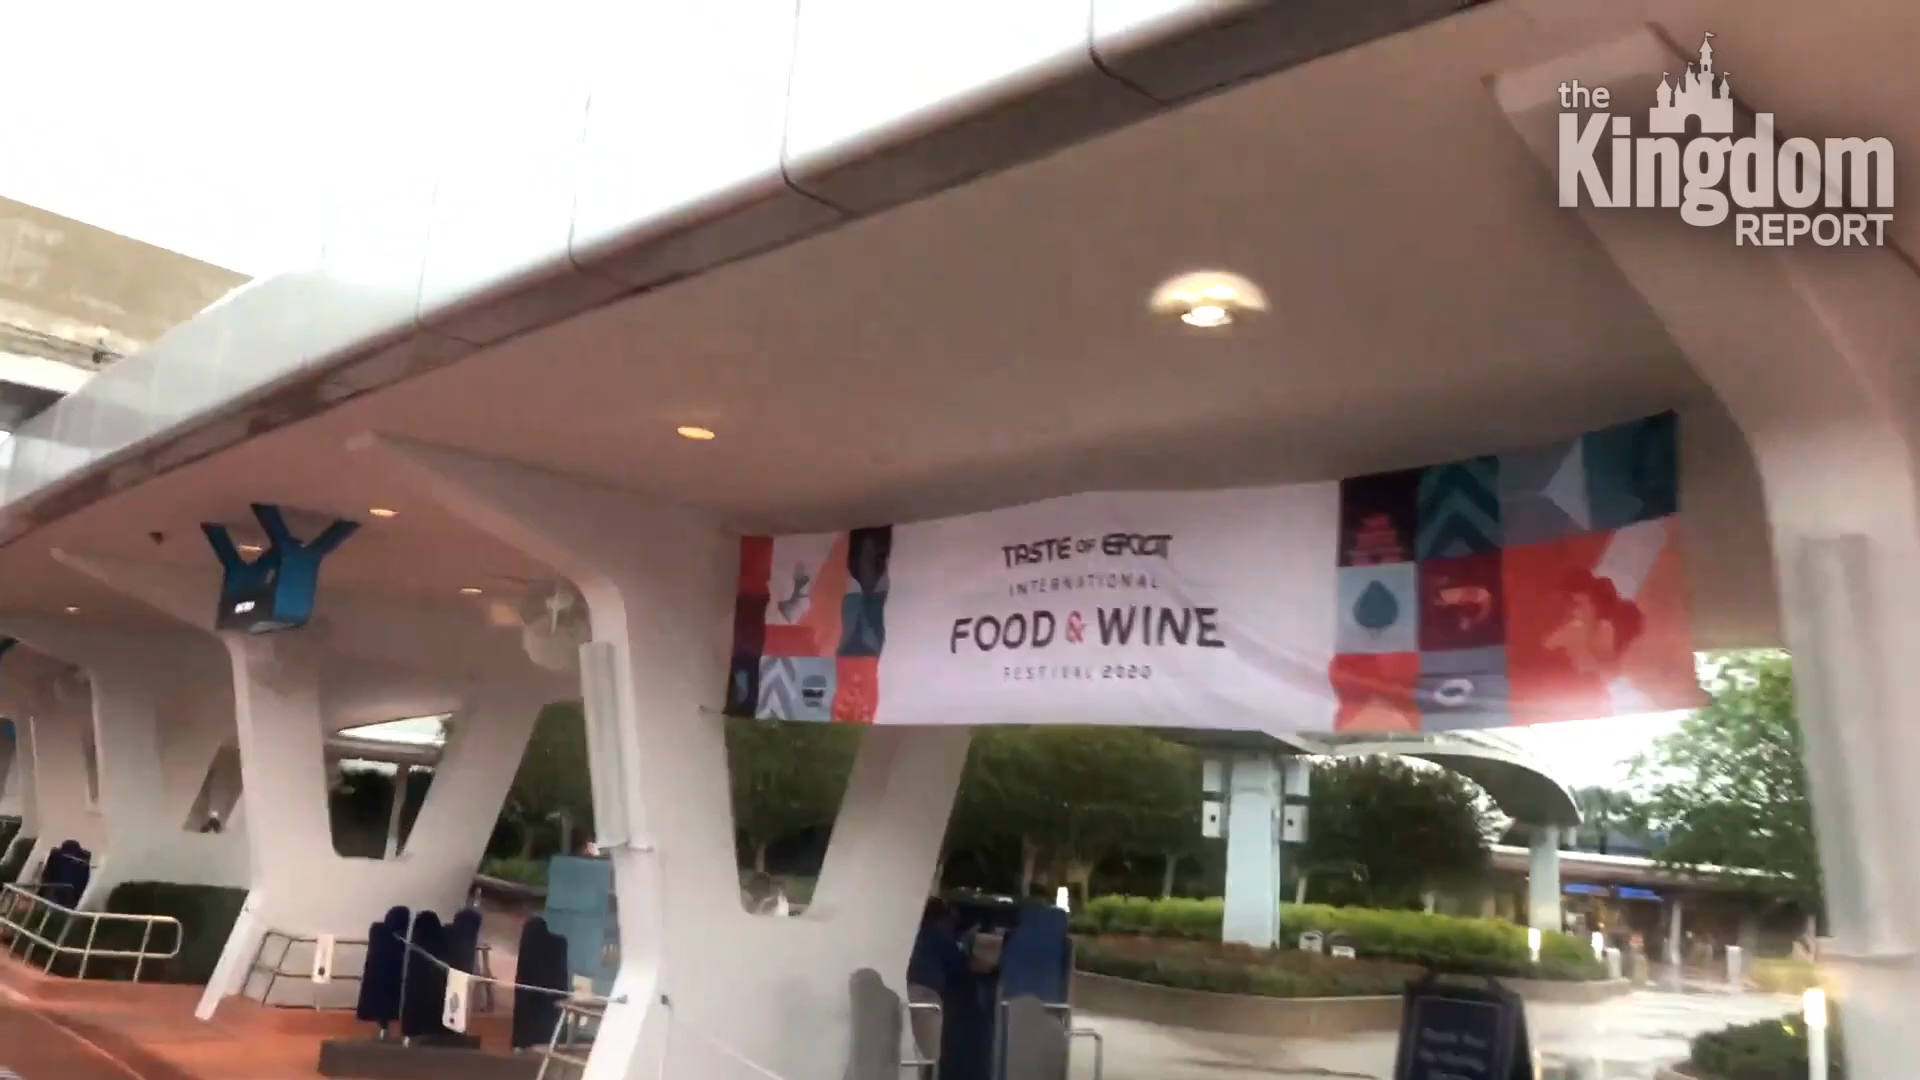 the
Kingdom
REPORT
TASTE OF EPCOT
INTERNATIONAL
FOOD & WINE
FESTIVAL 2020